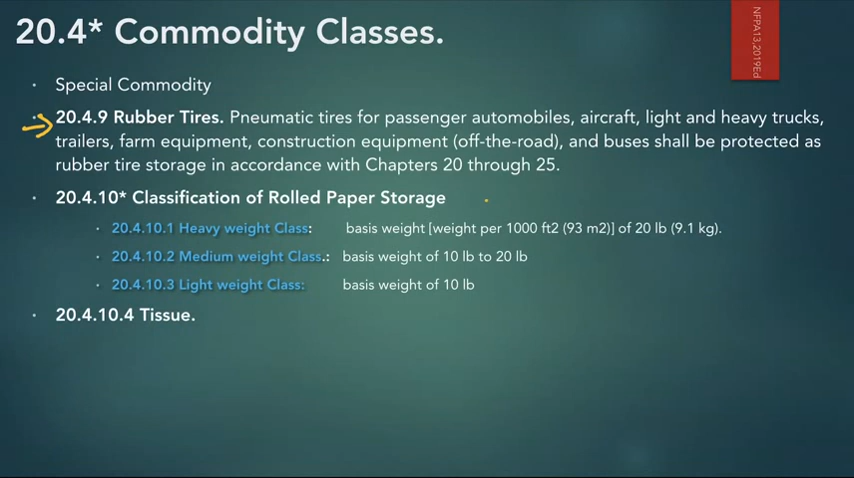 20.4* Commodity Classes.
NFPA13,2019Ed
· Special Commodity
· 20.4.9 Rubber Tires. Pneumatic tires for passenger automobiles, aircraft, light and heavy trucks,
trailers, farm equipment, construction equipment (off-the-road), and buses shall be protected as
rubber tire storage in accordance with Chapters 20 through 25.
· 20.4.10* Classification of Rolled Paper Storage
· 20.4.10.1 Heavy weight Class: basis weight [weight per 1000 ft2 (93 m2)] of 20 lb (9.1 kg).
· 20.4.10.2 Medium weight Class.: basis weight of 10 lb to 20 lb
· 20.4.10.3 Light weight Class: basis weight of 10 lb
· 20.4.10.4 Tissue.